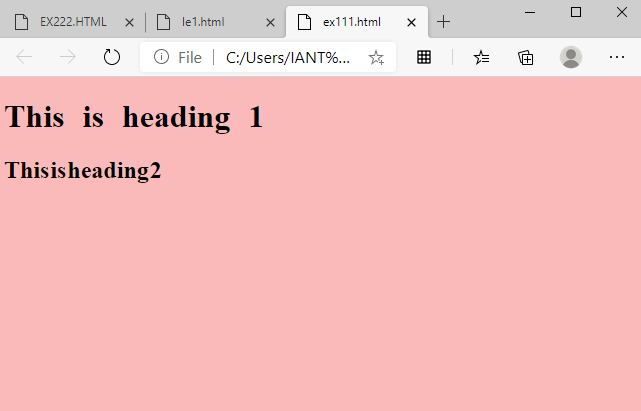 EX222.HTML le1.html ex111.html
File C:/Users/IANT%...
This is heading 1
Thisisheading2